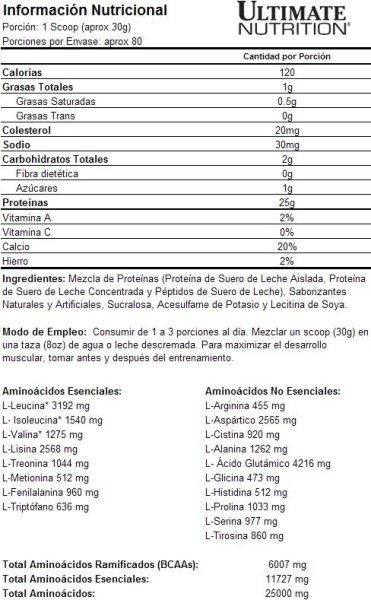 Información Nutricional
Porción: 1 Scoop (aprox 30g)
Porciones por Envase: aprox 80
ULTIMATE
NUTRITION®
Cantidad por Porción
Calorías 120
Grasas Totales 1g
Grasas Saturadas 0.5g
Grasas Trans 0g
Colesterol 20mg
Sodio 30mg
Carbohidratos Totales 2g
Fibra dietética 0g
Azúcares 1g
Proteínas 25g
Vitamina A 2%
Vitamina C 0%
Calcio 20%
Hierro 2%
Ingredientes: Mezcla de Proteínas (Proteína de Suero de Leche Aislada, Proteína
de Suero de Leche Concentrada y Péptidos de Suero de Leche), Saborizantes
Naturales y Artificiales, Sucralosa, Acesulfame de Potasio y Lecitina de Soya.
Modo de Empleo: Consumir de 1 a 3 porciones al día. Mezclar un scoop (30g) en
una taza (8oz) de agua o leche descremada. Para maximizar el desarrollo
muscular, tomar antes y después del entrenamiento.
Aminoácidos Esenciales:
L-Leucina* 3192 mg
L- Isoleucina* 1540 mg
L-Valina* 1275 mg
L-Lisina 2568 mg
L-Treonina 1044 mg
L-Metionina 512 mg
L-Fenilalanina 960 mg
L-Triptófano 636 mg
Aminoácidos No Esenciales:
L-Arginina 455 mg
L-Aspártico 2565 mg
L-Cistina 920 mg
L-Alanina 1262 mg
L- Ácido Glutámico 4216 mg
L-Glicina 473 mg
L-Histidina 512 mg
L-Prolina 1033 mg
L-Serina 977 mg
L-Tirosina 860 mg
Total Aminoácidos Ramificados (BCAAs): 6007 mg
Total Aminoácidos Esenciales: 11727 mg
Total Aminoácidos: 25000 mg